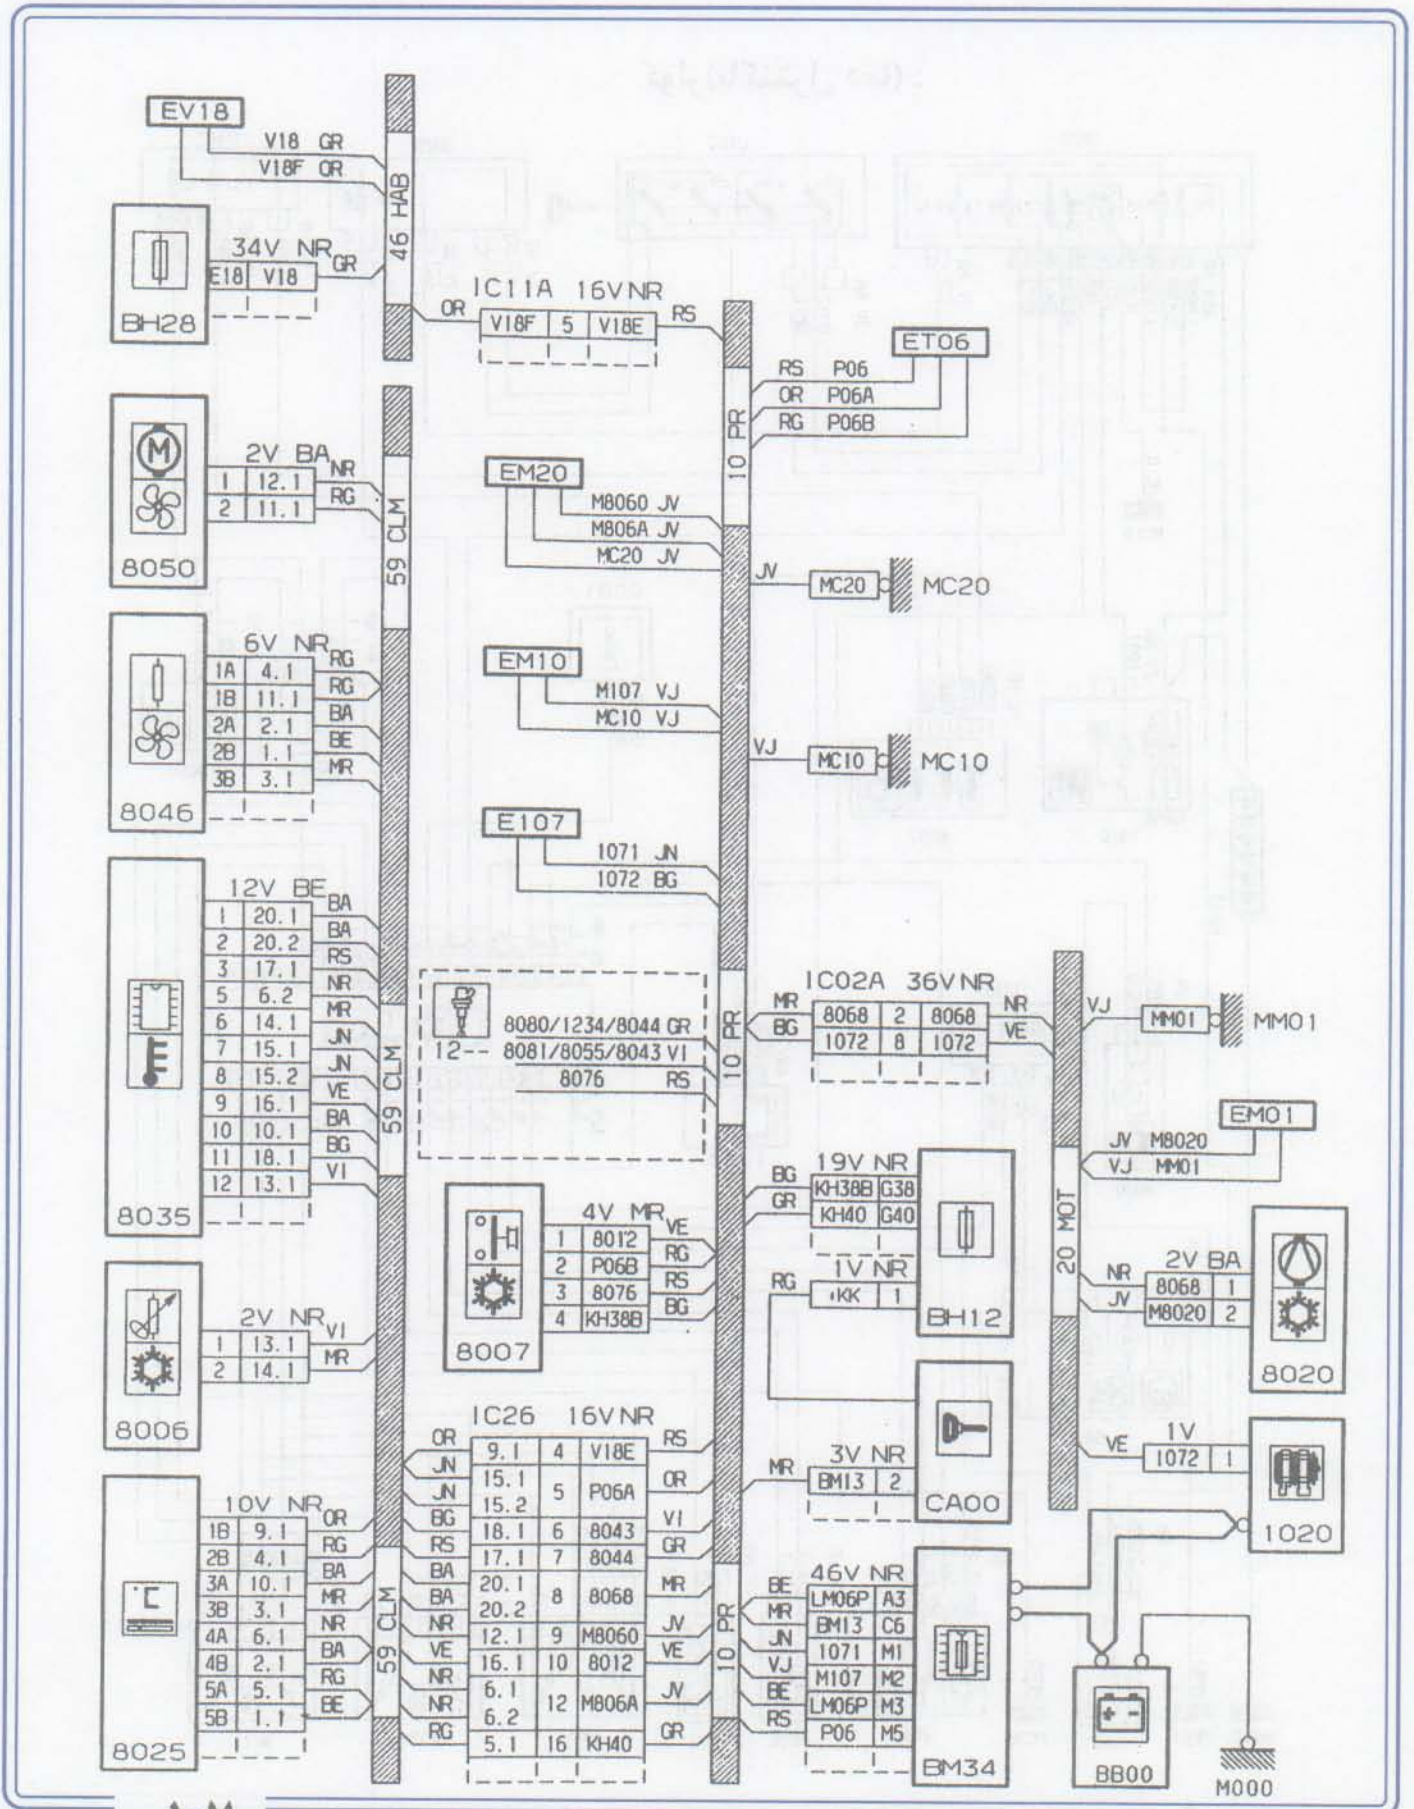 EV18
V18 GR
V18F OR
46 HAB
BH28
34V NR
E18 V18 GR
IC11A 16V NR
OR V18F 5 V18E RS
10 PR
ET06
RS P06
OR P06A
RG P06B
8050
M
2V BA
1 12.1 NR
2 11.1 RG
59 CLM
EM20
M8060 JV
M806A JV
MC20 JV
JV MC20 MC20
8046
6V NR
1A 4.1 RG
1B 11.1 RG
2A 2.1 BA
2B 1.1 BE
3B 3.1 MR
EM10
M107 VJ
MC10 VJ
VJ MC10 MC10
E107
1071 JN
1072 BG
8035
12V BE
1 20.1 BA
2 20.2 BA
3 17.1 RS
5 6.2 NR
6 14.1 MR
7 15.1 JN
8 15.2 JN
9 16.1 VE
10 10.1 BA
11 18.1 BG
12 13.1 VI
59 CLM
12--
8080/1234/8044 GR
8081/8055/8043 VI
8076 RS
10 PR
IC02A 36V NR
MR 8068 2 8068 NR
BG 1072 8 1072 VE
VJ MM01 MM01
EM01
JV M8020
VJ MM01
20 MOT
8007
4V MR
1 8012 VE
2 P06B RG
3 8076 RS
4 KH38B BG
19V NR
BG KH38B G38
GR KH40 G40
1V NR
RG KK 1
BH12
2V BA
NR 8068 1
JV M8020 2
8020
8006
2V NR
1 13.1 VI
2 14.1 MR
CA00
3V NR
MR BM13 2
1V
VE 1072 1
1020
8025
°C
10V NR
1B 9.1 OR
2B 4.1 RG
3A 10.1 BA
3B 3.1 MR
4A 6.1 NR
4B 2.1 BA
5A 5.1 RG
5B 1.1 BE
59 CLM
IC26 16V NR
OR 9.1 4 V18E RS
JN 15.1 5 P06A OR
JN 15.2
BG 18.1 6 8043 VI
RS 17.1 7 8044 GR
BA 20.1 8 8068 MR
BA 20.2
NR 12.1 9 M8060 JV
VE 16.1 10 8012 VE
NR 6.1 12 M806A JV
NR 6.2
RG 5.1 16 KH40 GR
10 PR
46V NR
BE LM06P A3
MR BM13 C6
JN 1071 M1
VJ M107 M2
BE LM06P M3
RS P06 M5
BM34
+ -
BB00
M000